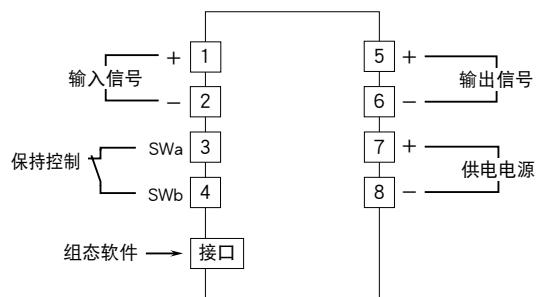 + 1
输入信号
− 2
SWa 3
保持控制
SWb 4
组态软件 接口
5 +
输出信号
6 −
7 +
供电电源
8 −